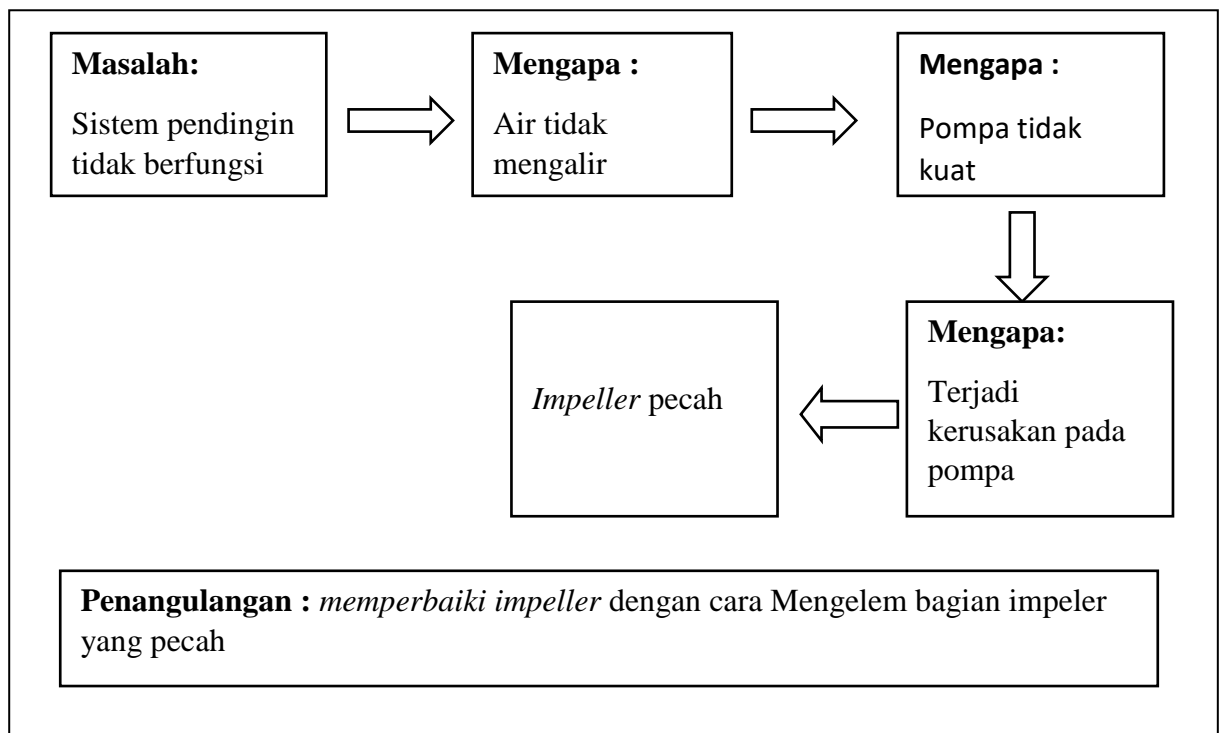 Masalah:
Sistem pendingin
tidak berfungsi
Mengapa :
Air tidak
mengalir
Mengapa :
Pompa tidak
kuat
Mengapa:
Terjadi
kerusakan pada
pompa
Impeller pecah
Penangulangan : memperbaiki impeller dengan cara Mengelem bagian impeler
yang pecah